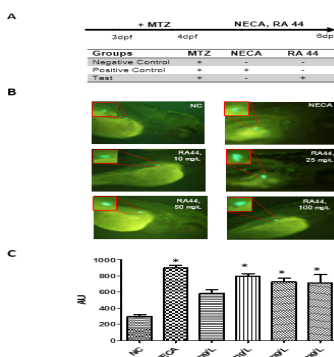 A
+ MTZ NECA, RA 44
3dpf 4dpf 6dpf
Groups MTZ NECA RA 44
Negative Control + - -
Positive Control + + -
Test + - +
B
NC NECA
RA44, 10 mg/L RA44, 25 mg/L
RA44, 50 mg/L RA44, 100 mg/L
C
1000
800
600
400
200
0
AU
* * * *
NC NECA